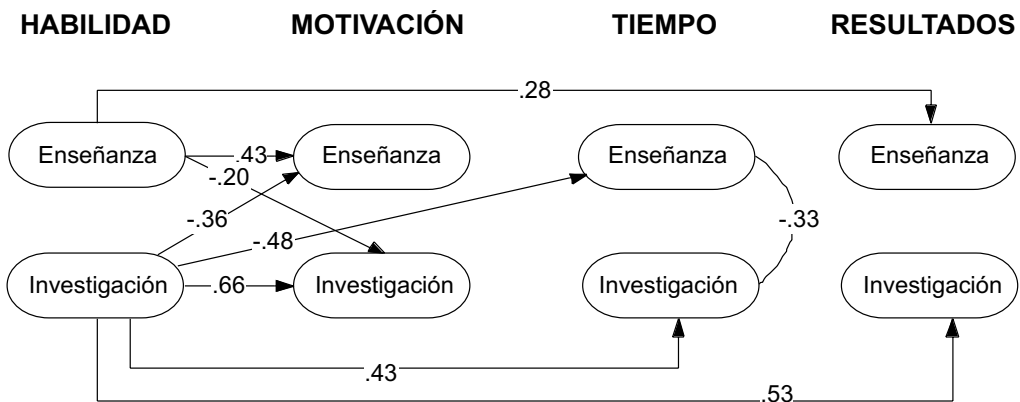 HABILIDAD MOTIVACIÓN TIEMPO RESULTADOS
.28
Enseñanza .43 Enseñanza Enseñanza Enseñanza
-.20
-.36 -.33
-.48
Investigación .66 Investigación Investigación Investigación
.43
.53